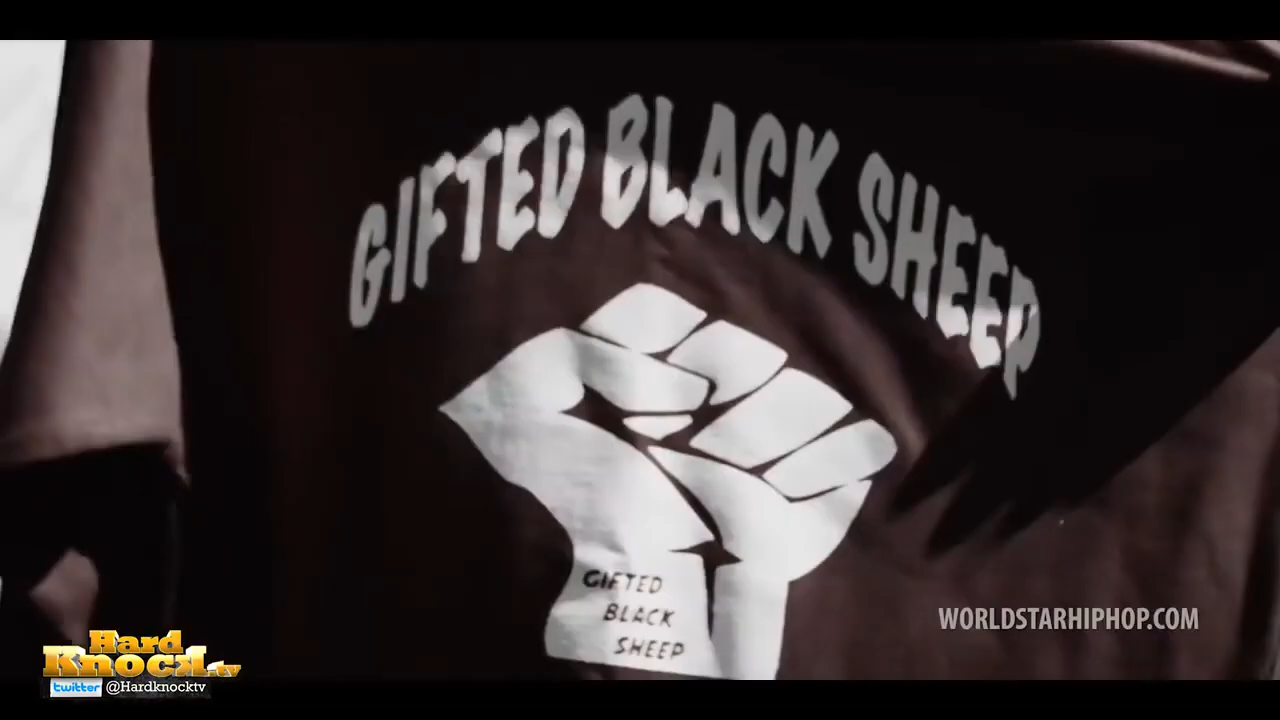 GIFTED BLACK SHEEP
GIFTED
BLACK
SHEEP
WORLDSTARHIPHOP.COM
Hard
Knock.tv
twitter @Hardknocktv